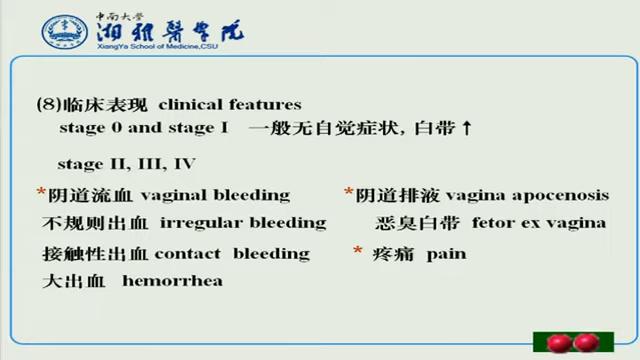 中南大学
湘雅醫学院
XiangYa School of Medicine,CSU
(8)临床表现 clinical features
stage 0 and stage I 一般无自觉症状, 白带↑
stage II, III, IV
*阴道流血 vaginal bleeding
不规则出血 irregular bleeding
接触性出血 contact bleeding
大出血 hemorrhea
*阴道排液 vagina apocenosis
恶臭白带 fetor ex vagina
* 疼痛 pain